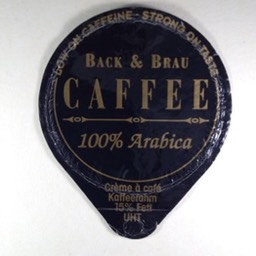 LOW ON CAFFEINE - STRONG ON TASTE
BACK & BRAU
CAFFEE
100% Arabica
Crème à café
Kaffeerahm
15% Fett
UHT